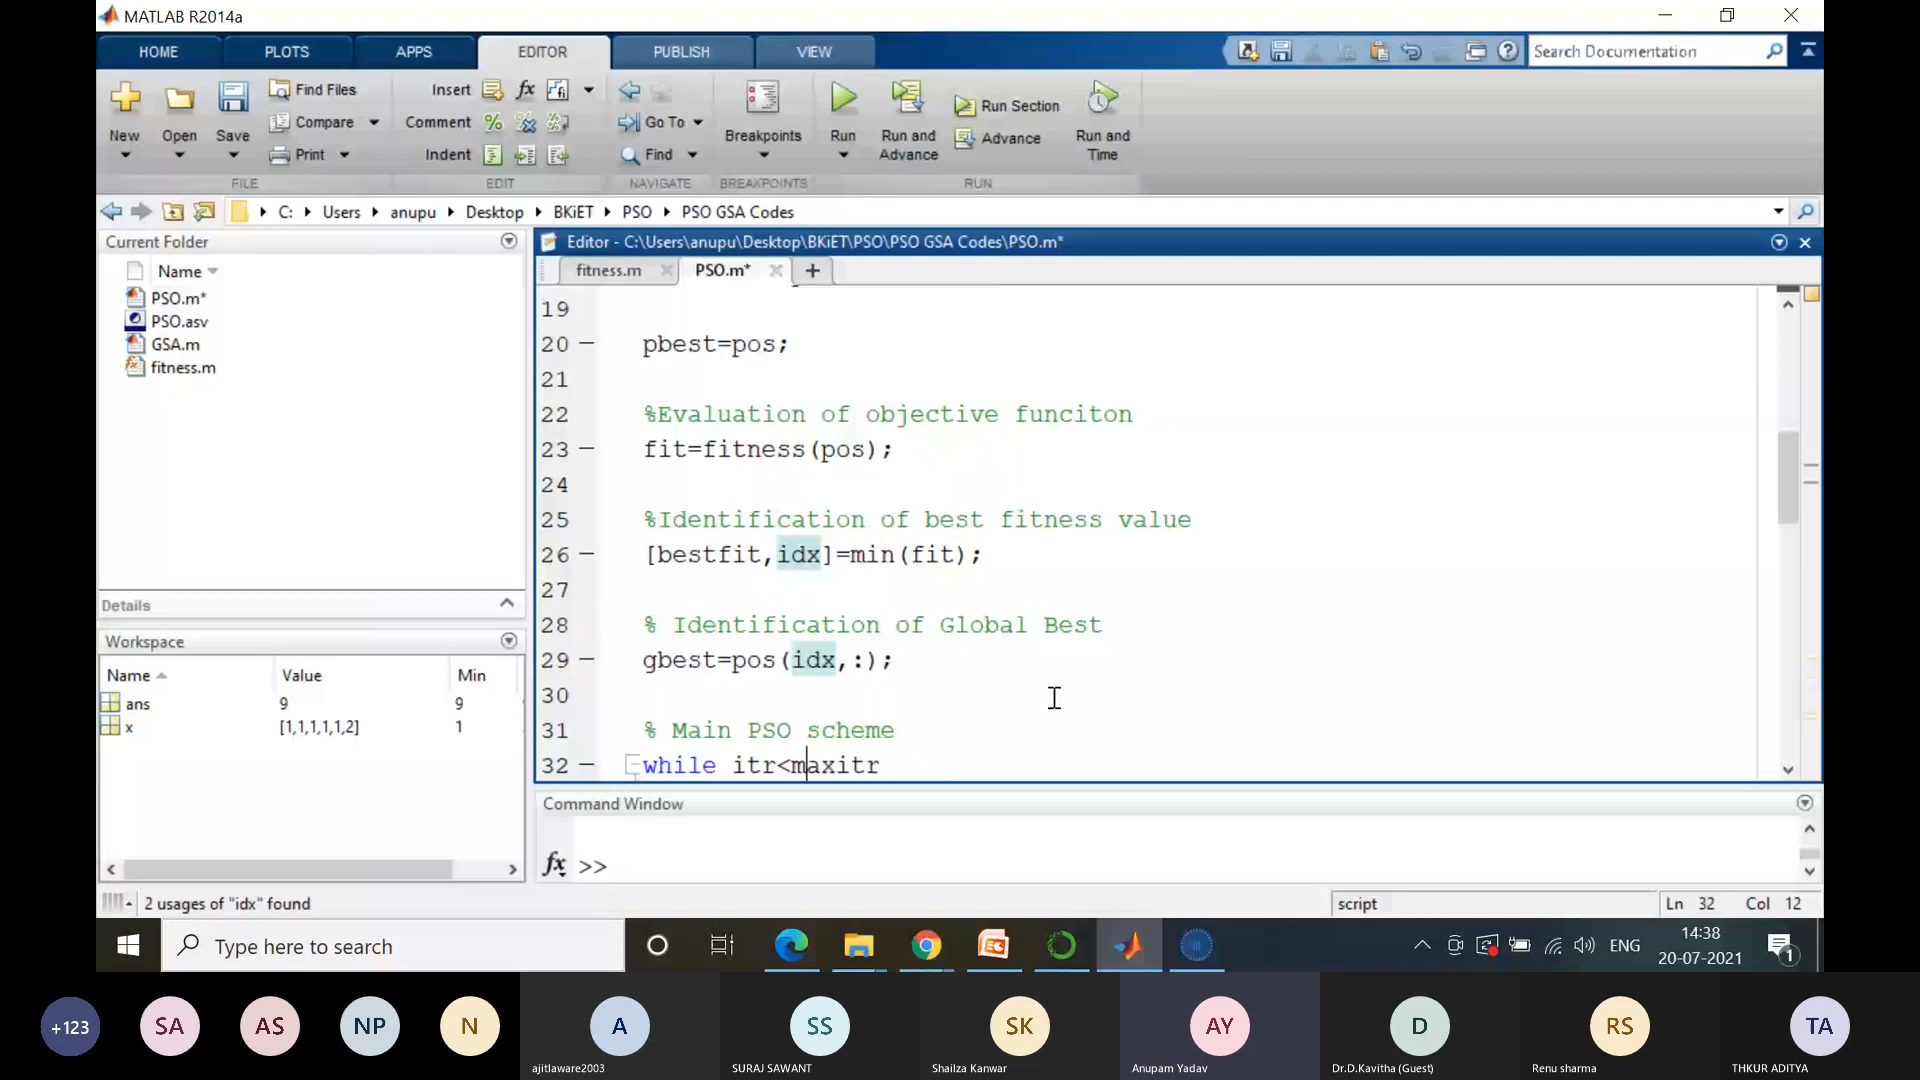 MATLAB R2014a
HOME PLOTS APPS EDITOR PUBLISH VIEW
Search Documentation
New Open Save
Find Files
Compare
Print
FILE
Insert fx
Comment
Indent
EDIT
Go To
Find
NAVIGATE
Breakpoints
BREAKPOINTS
Run
Run and Advance
Run Section
Advance
Run and Time
RUN
C: Users anupu Desktop BKiET PSO PSO GSA Codes
Current Folder
Name
PSO.m*
PSO.asv
GSA.m
fitness.m
Details
Workspace
Name Value Min
ans 9 9
x [1,1,1,1,1,2] 1
Editor - C:\Users\anupu\Desktop\BKiET\PSO\PSO GSA Codes\PSO.m*
fitness.m PSO.m*
19
20 – pbest=pos;
21
22 %Evaluation of objective funciton
23 – fit=fitness(pos);
24
25 %Identification of best fitness value
26 – [bestfit,idx]=min(fit);
27
28 % Identification of Global Best
29 – gbest=pos(idx,:);
30
31 % Main PSO scheme
32 – while itr<maxitr
Command Window
fx >>
2 usages of "idx" found
script Ln 32 Col 12
Type here to search
ENG
14:38
20-07-2021
1
+123 SA AS NP N A SS SK AY D RS TA
ajitlaware2003 SURAJ SAWANT Shailza Kanwar Anupam Yadav Dr.D.Kavitha (Guest) Renu sharma THKUR ADITYA